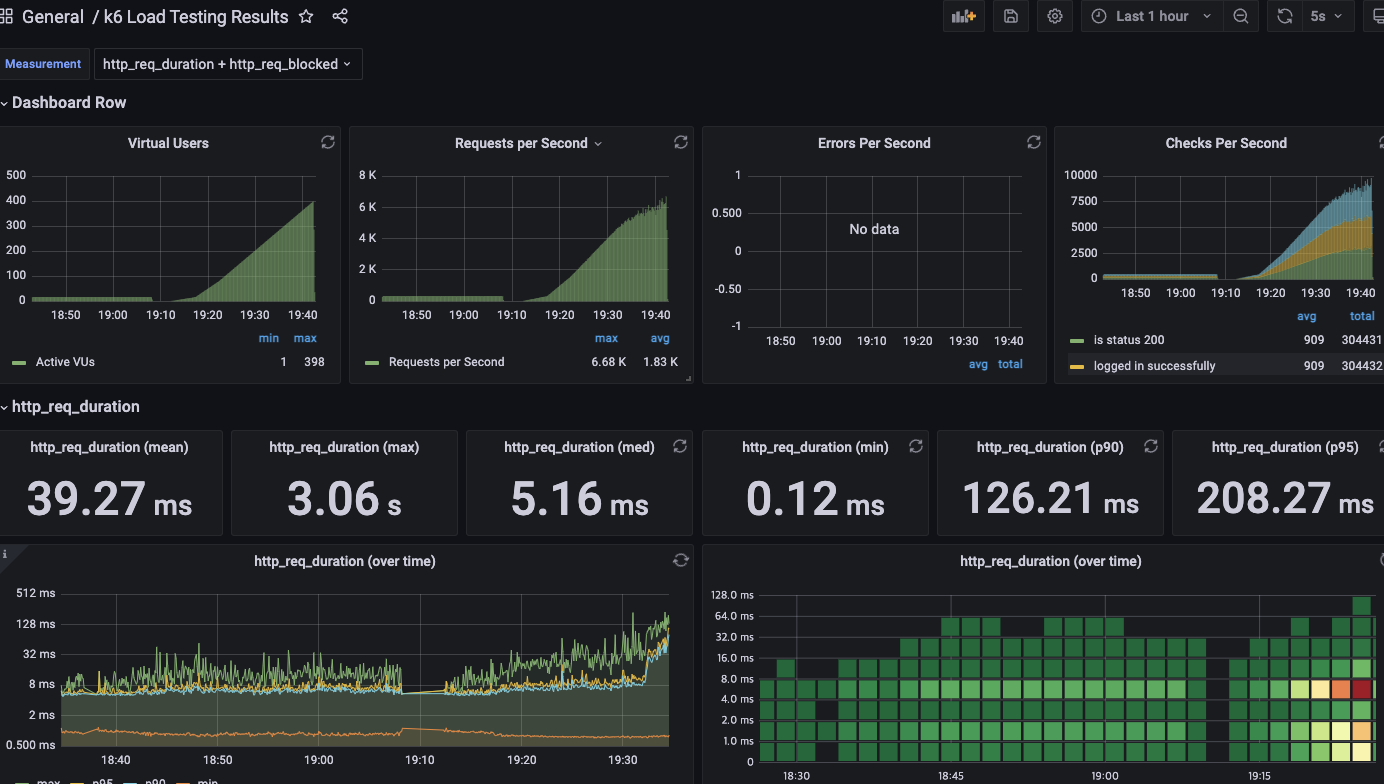 General / k6 Load Testing Results
Last 1 hour
5s
Measurement
http_req_duration + http_req_blocked
Dashboard Row
Virtual Users
500
400
300
200
100
0
18:50 19:00 19:10 19:20 19:30 19:40
min max
Active VUs 1 398
Requests per Second
8 K
6 K
4 K
2 K
0
18:50 19:00 19:10 19:20 19:30 19:40
max avg
Requests per Second 6.68 K 1.83 K
Errors Per Second
1
0.500
0
-0.50
-1
No data
18:50 19:00 19:10 19:20 19:30 19:40
avg total
Checks Per Second
10000
7500
5000
2500
0
18:50 19:00 19:10 19:20 19:30 19:40
avg total
is status 200 909 304431
logged in successfully 909 304432
http_req_duration
http_req_duration (mean)
39.27 ms
http_req_duration (max)
3.06 s
http_req_duration (med)
5.16 ms
http_req_duration (min)
0.12 ms
http_req_duration (p90)
126.21 ms
http_req_duration (p95)
208.27 ms
i
http_req_duration (over time)
512 ms
128 ms
32 ms
8 ms
2 ms
0.500 ms
18:40 18:50 19:00 19:10 19:20 19:30
max p95 p90 min
http_req_duration (over time)
128.0 ms
64.0 ms
32.0 ms
16.0 ms
8.0 ms
4.0 ms
2.0 ms
1.0 ms
0
18:30 18:45 19:00 19:15